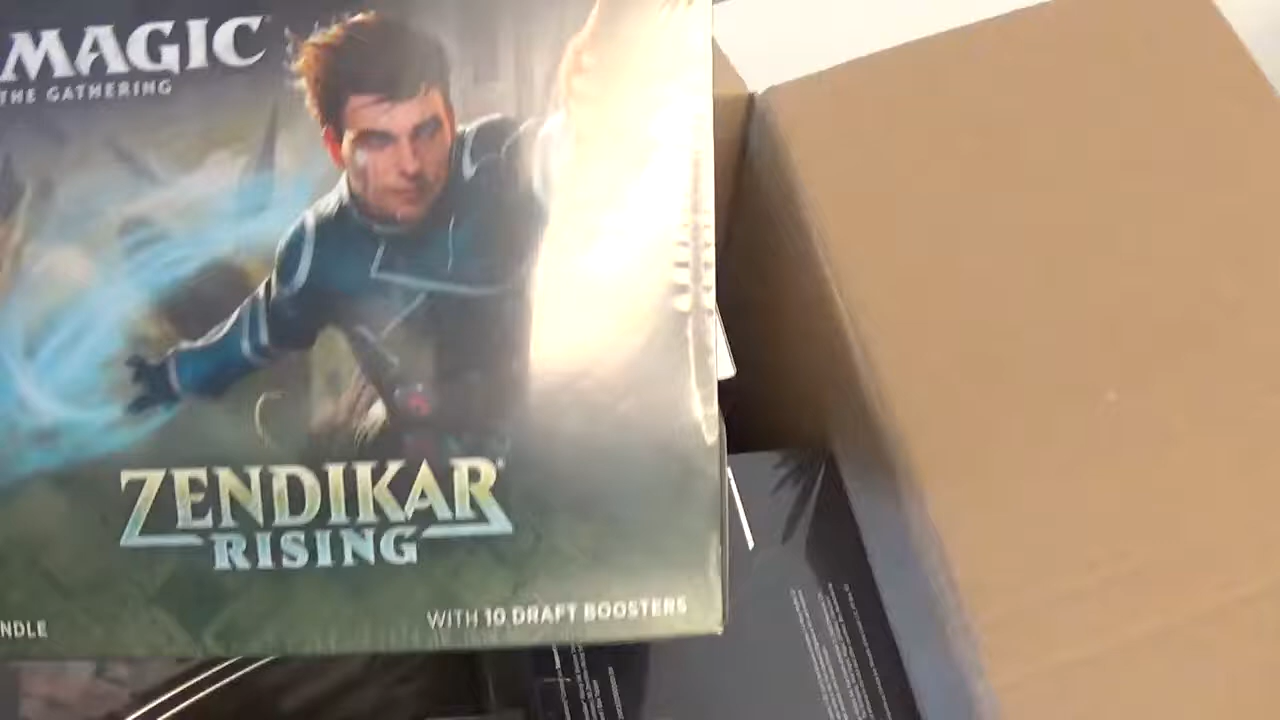 MAGIC
THE GATHERING
ZENDIKAR
RISING
NDLE
WITH 10 DRAFT BOOSTERS